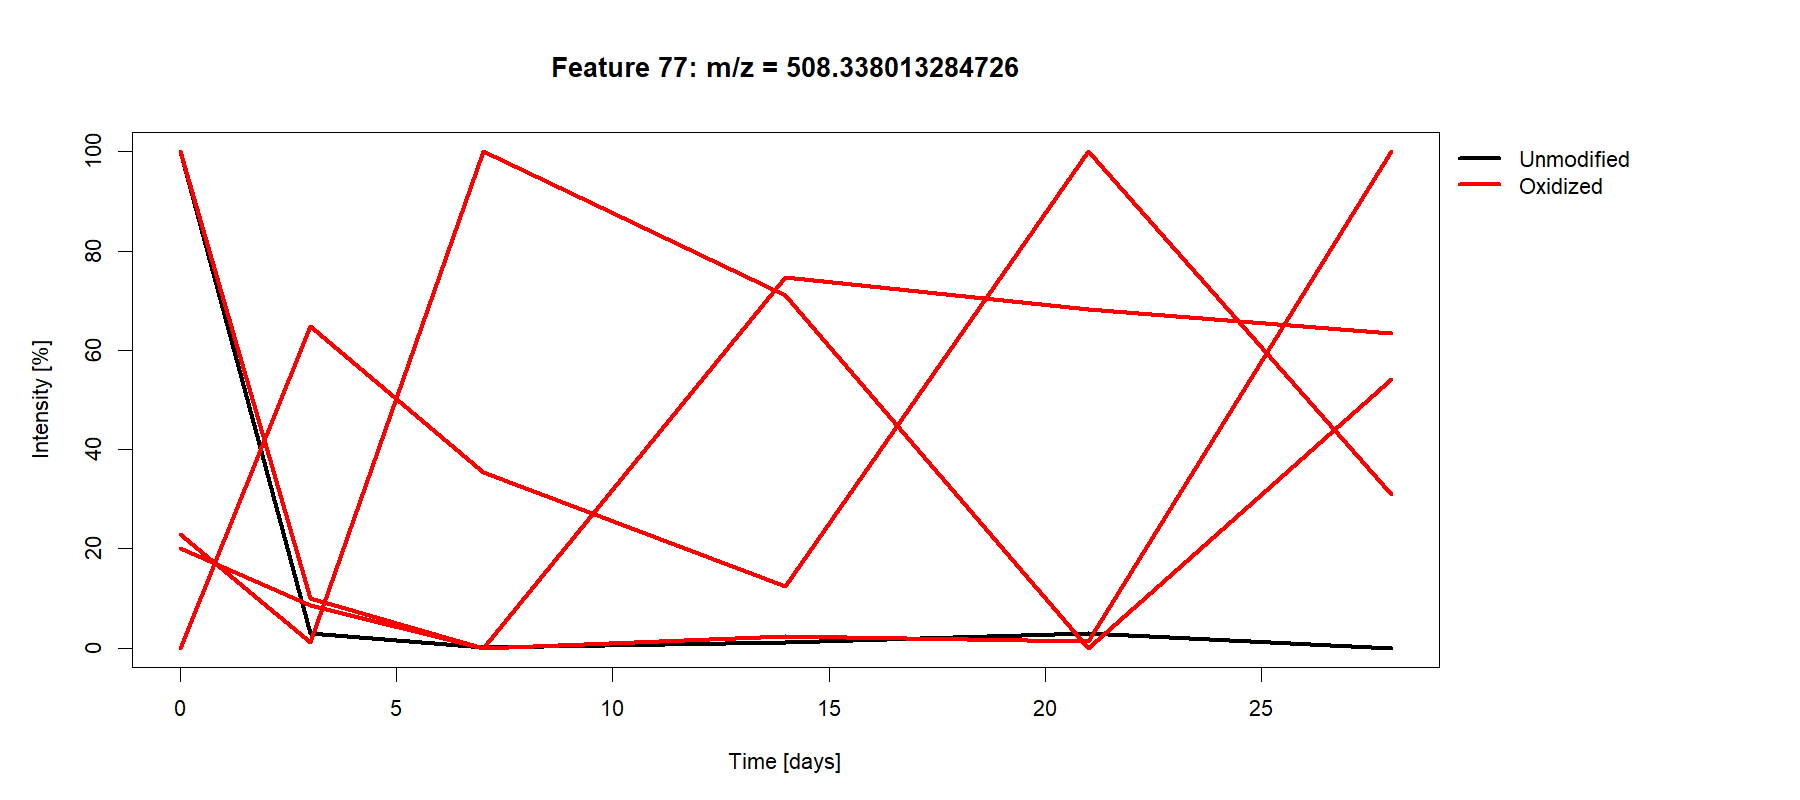 Feature 77: m/z = 508.338013284726
100
80
60
40
20
0
Intensity [%]
0 5 10 15 20 25
Time [days]
Unmodified
Oxidized